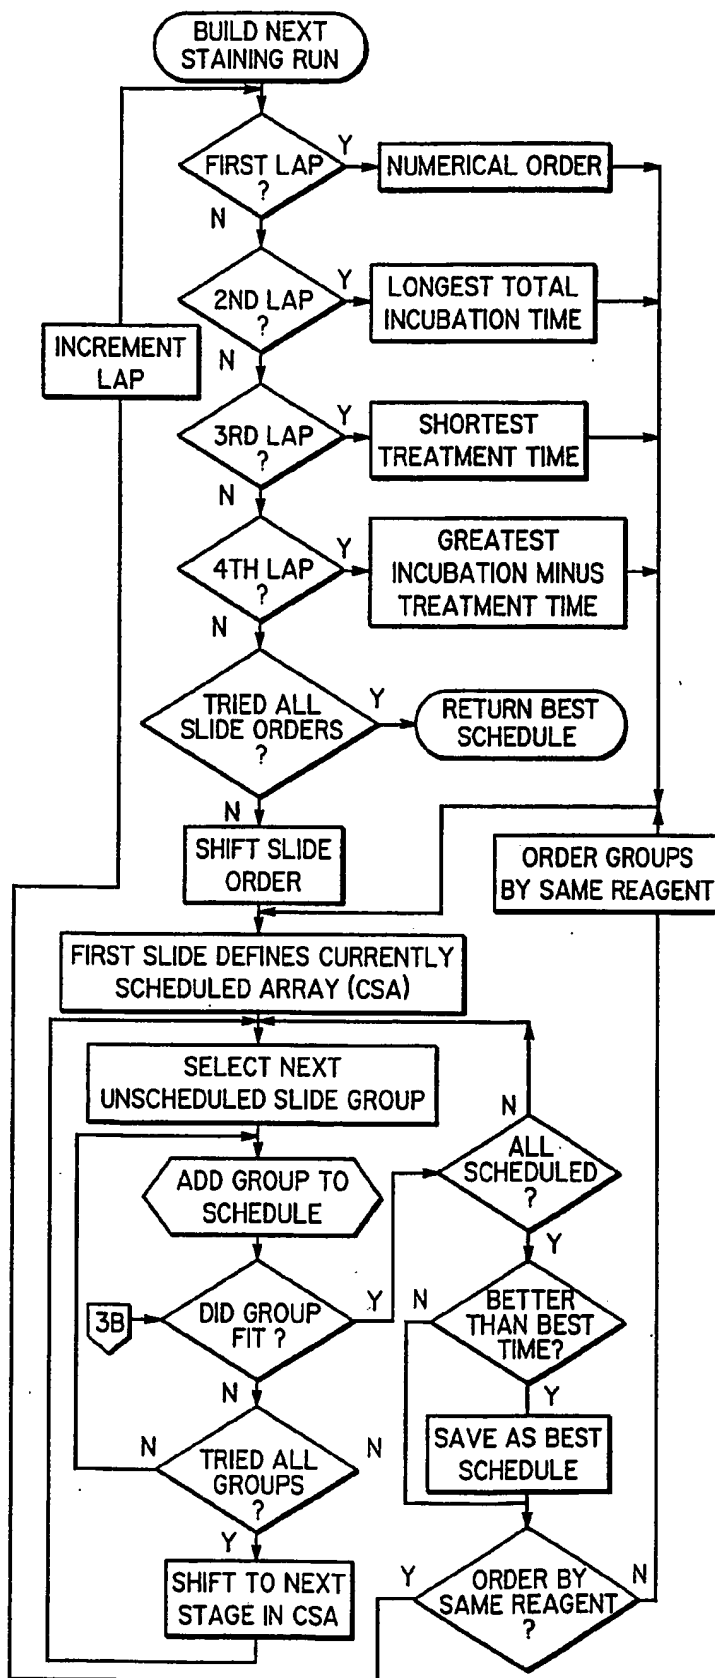 BUILD NEXT
STAINING RUN
FIRST LAP
?
Y
N
NUMERICAL ORDER
2ND LAP
?
Y
N
LONGEST TOTAL
INCUBATION TIME
INCREMENT
LAP
3RD LAP
?
Y
N
SHORTEST
TREATMENT TIME
4TH LAP
?
Y
N
GREATEST
INCUBATION MINUS
TREATMENT TIME
TRIED ALL
SLIDE ORDERS
?
Y
N
RETURN BEST
SCHEDULE
SHIFT SLIDE
ORDER
ORDER GROUPS
BY SAME REAGENT
FIRST SLIDE DEFINES CURRENTLY
SCHEDULED ARRAY (CSA)
SELECT NEXT
UNSCHEDULED SLIDE GROUP
N
ALL
SCHEDULED
?
Y
ADD GROUP TO
SCHEDULE
3B
DID GROUP
FIT ?
Y
N
N
BETTER
THAN BEST
TIME?
Y
N
TRIED ALL
GROUPS
?
N
Y
SAVE AS BEST
SCHEDULE
SHIFT TO NEXT
STAGE IN CSA
Y
ORDER BY
SAME REAGENT
?
N